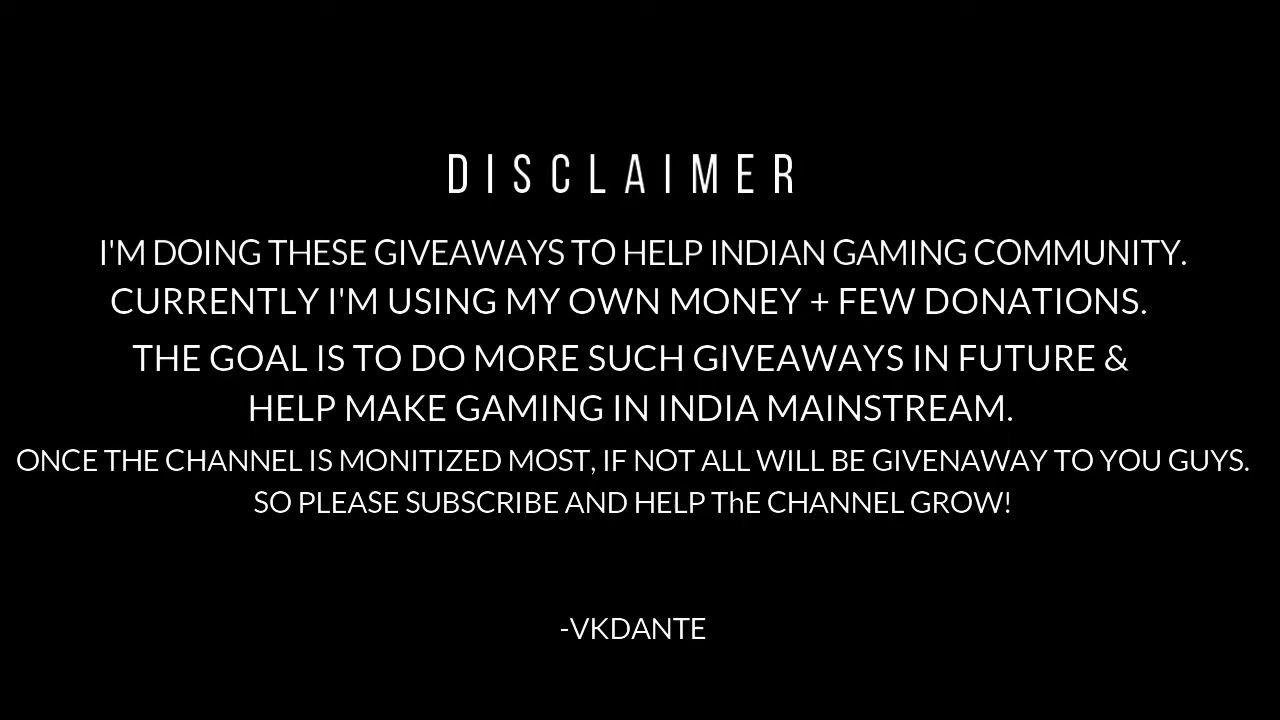 DISCLAIMER
I'M DOING THESE GIVEAWAYS TO HELP INDIAN GAMING COMMUNITY.
CURRENTLY I'M USING MY OWN MONEY + FEW DONATIONS.
THE GOAL IS TO DO MORE SUCH GIVEAWAYS IN FUTURE &
HELP MAKE GAMING IN INDIA MAINSTREAM.
ONCE THE CHANNEL IS MONITIZED MOST, IF NOT ALL WILL BE GIVENAWAY TO YOU GUYS.
SO PLEASE SUBSCRIBE AND HELP ThE CHANNEL GROW!
-VKDANTE